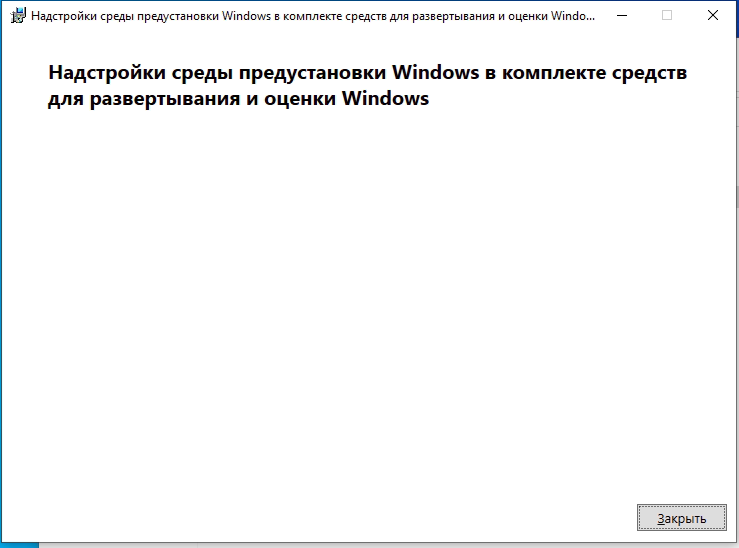 Надстройки среды предустановки Windows в комплекте средств для развертывания и оценки Windo...
Надстройки среды предустановки Windows в комплекте средств
для развертывания и оценки Windows
Закрыть